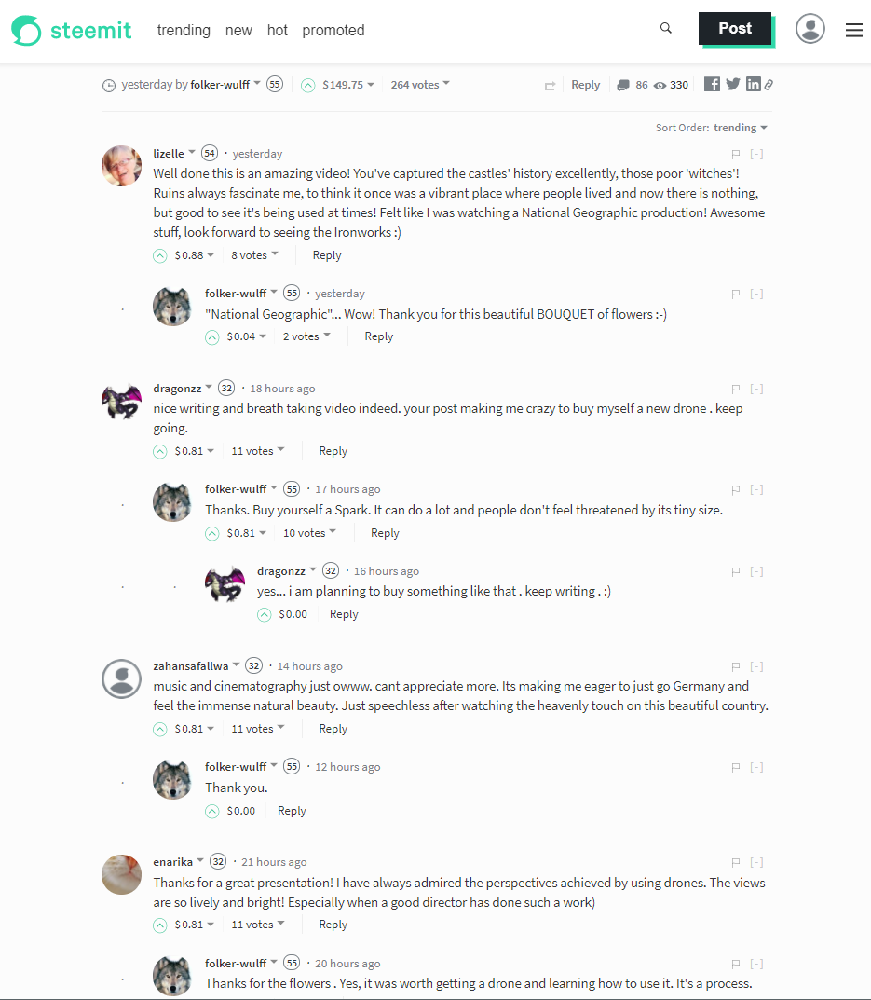 steemit trending new hot promoted Post
yesterday by folker-wulff 55 $149.75 264 votes Reply 86 330
Sort Order: trending
lizelle 54 · yesterday [-]
Well done this is an amazing video! You've captured the castles' history excellently, those poor 'witches'!
Ruins always fascinate me, to think it once was a vibrant place where people lived and now there is nothing,
but good to see it's being used at times! Felt like I was watching a National Geographic production! Awesome
stuff, look forward to seeing the Ironworks :)
$0.88 8 votes Reply
folker-wulff 55 · yesterday [-]
"National Geographic"... Wow! Thank you for this beautiful BOUQUET of flowers :-)
$0.04 2 votes Reply
dragonzz 32 · 18 hours ago [-]
nice writing and breath taking video indeed. your post making me crazy to buy myself a new drone . keep
going.
$0.81 11 votes Reply
folker-wulff 55 · 17 hours ago [-]
Thanks. Buy yourself a Spark. It can do a lot and people don't feel threatened by its tiny size.
$0.81 10 votes Reply
dragonzz 32 · 16 hours ago [-]
yes... i am planning to buy something like that . keep writing . :)
$0.00 Reply
zahansafallwa 32 · 14 hours ago [-]
music and cinematography just owww. cant appreciate more. Its making me eager to just go Germany and
feel the immense natural beauty. Just speechless after watching the heavenly touch on this beautiful country.
$0.81 11 votes Reply
folker-wulff 55 · 12 hours ago [-]
Thank you.
$0.00 Reply
enarika 32 · 21 hours ago [-]
Thanks for a great presentation! I have always admired the perspectives achieved by using drones. The views
are so lively and bright! Especially when a good director has done such a work)
$0.81 11 votes Reply
folker-wulff 55 · 20 hours ago [-]
Thanks for the flowers . Yes, it was worth getting a drone and learning how to use it. It's a process.